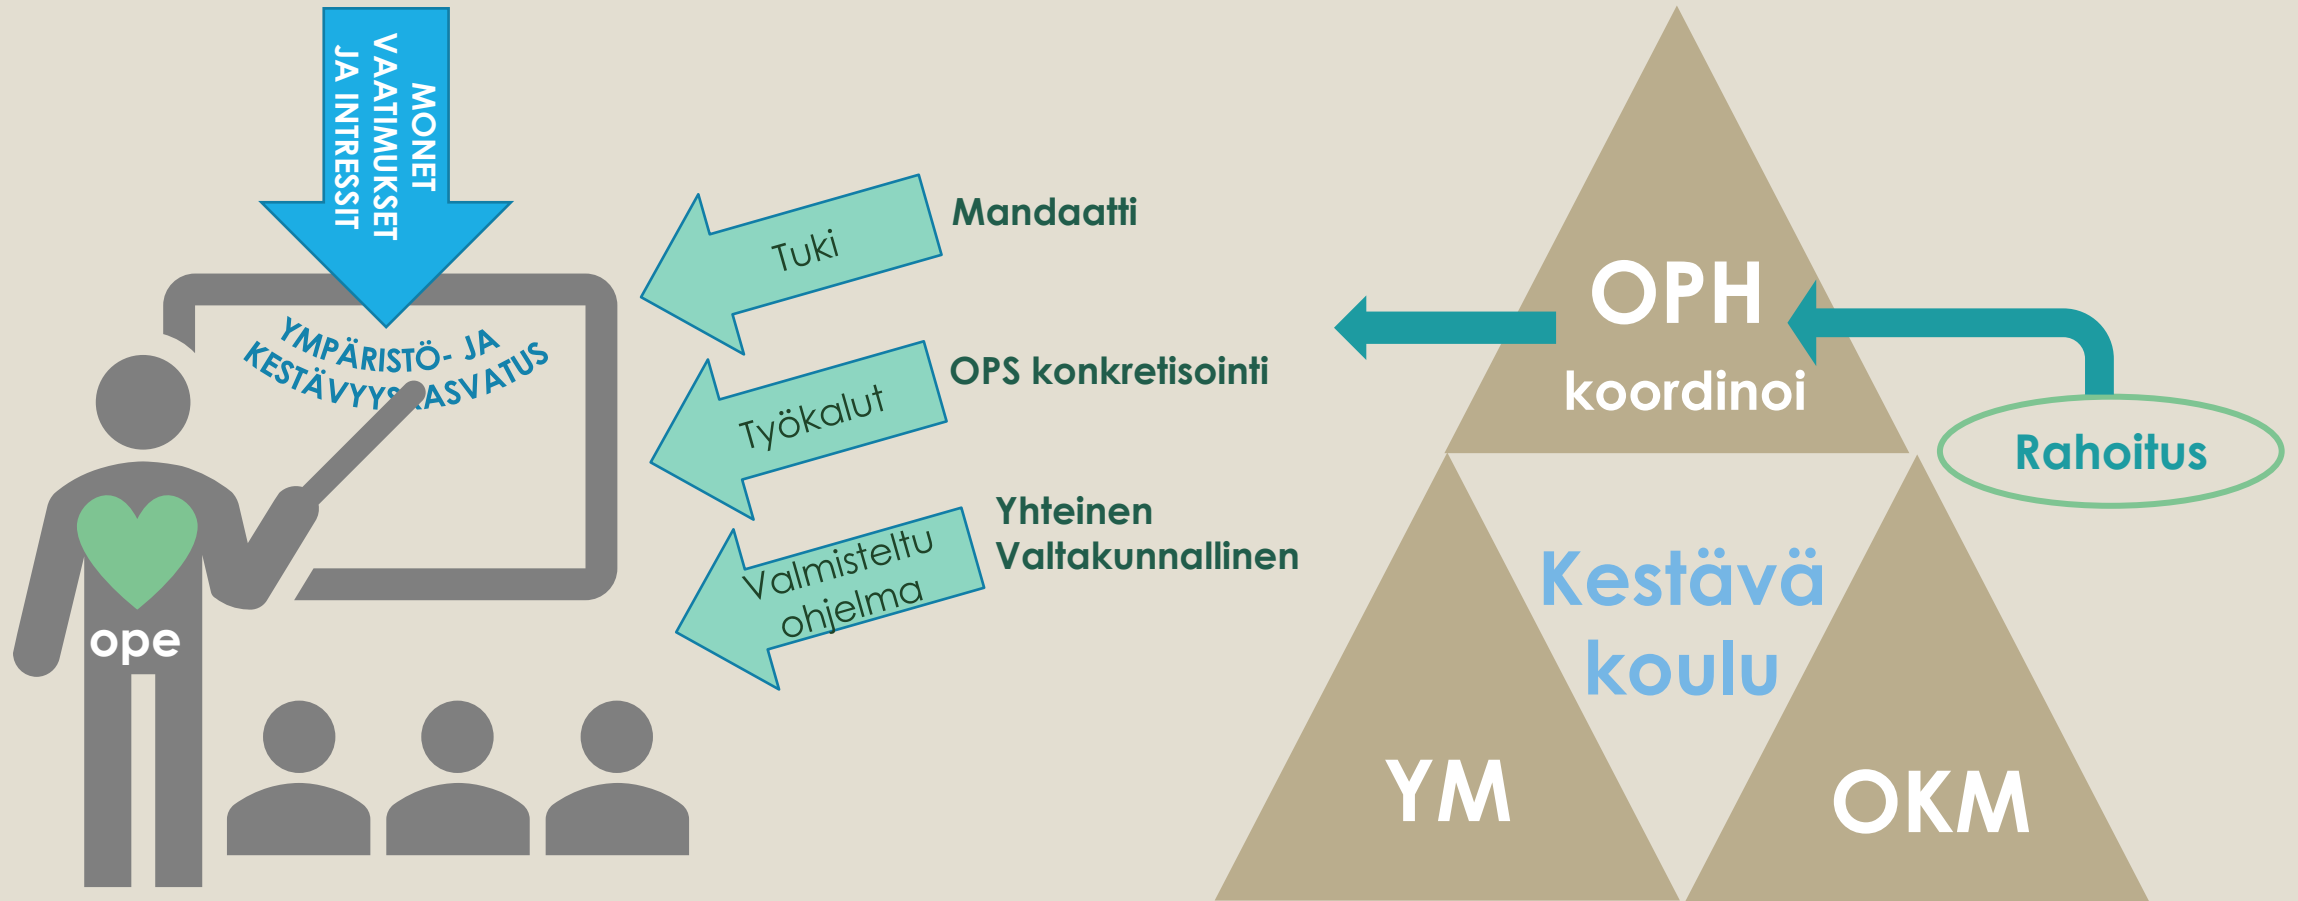 MONET
VAATIMUKSET
JA INTRESSIT
YMPÄRISTÖ- JA
KESTÄVYYSKASVATUS
ope
Tuki
Mandaatti
Työkalut
OPS konkretisointi
Valmisteltu
ohjelma
Yhteinen
Valtakunnallinen
OPH
koordinoi
Rahoitus
Kestävä
koulu
YM
OKM